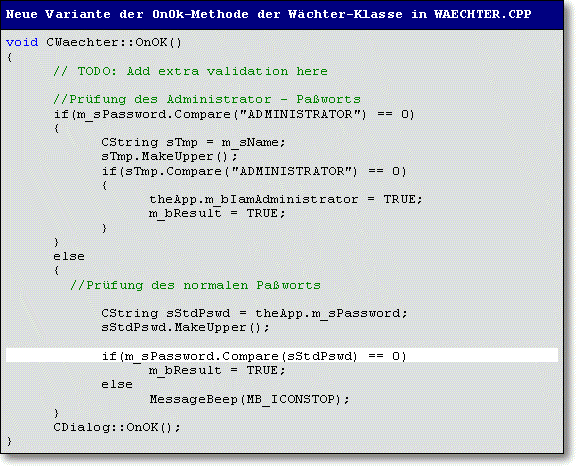 Neue Variante der OnOk-Methode der Wächter-Klasse in WAECHTER.CPP
void CWaechter::OnOK()
{
// TODO: Add extra validation here
//Prüfung des Administrator - Paßworts
if(m_sPassword.Compare("ADMINISTRATOR") == 0)
{
CString sTmp = m_sName;
sTmp.MakeUpper();
if(sTmp.Compare("ADMINISTRATOR") == 0)
{
theApp.m_bIamAdministrator = TRUE;
m_bResult = TRUE;
}
}
else
{
//Prüfung des normalen Paßworts
CString sStdPswd = theApp.m_sPassword;
sStdPswd.MakeUpper();
if(m_sPassword.Compare(sStdPswd) == 0)
m_bResult = TRUE;
else
MessageBeep(MB_ICONSTOP);
}
CDialog::OnOK();
}